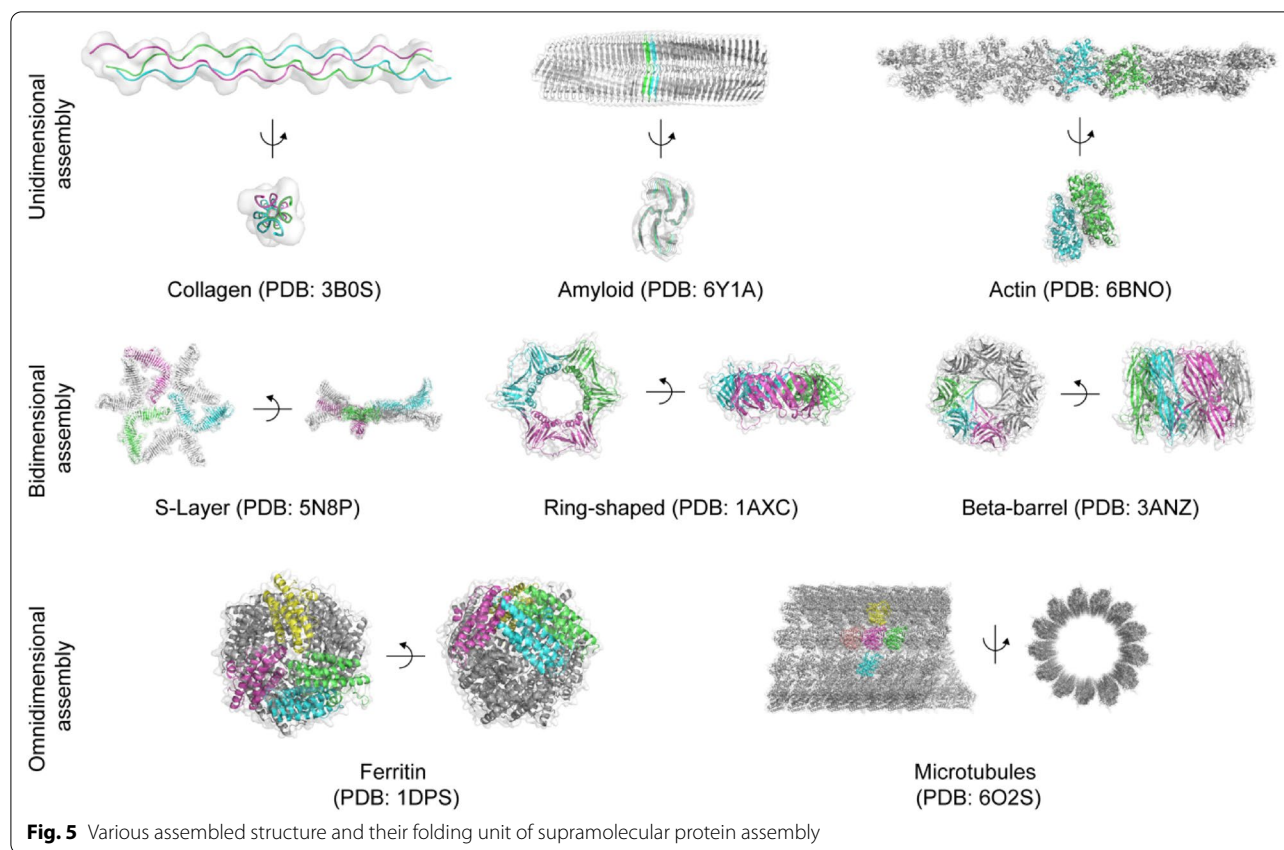 Unidimensional
assembly
Collagen (PDB: 3B0S)
Amyloid (PDB: 6Y1A)
Actin (PDB: 6BNO)
Bidimensional
assembly
S-Layer (PDB: 5N8P)
Ring-shaped (PDB: 1AXC)
Beta-barrel (PDB: 3ANZ)
Omnidimensional
assembly
Ferritin
(PDB: 1DPS)
Microtubules
(PDB: 6O2S)
Fig. 5 Various assembled structure and their folding unit of supramolecular protein assembly